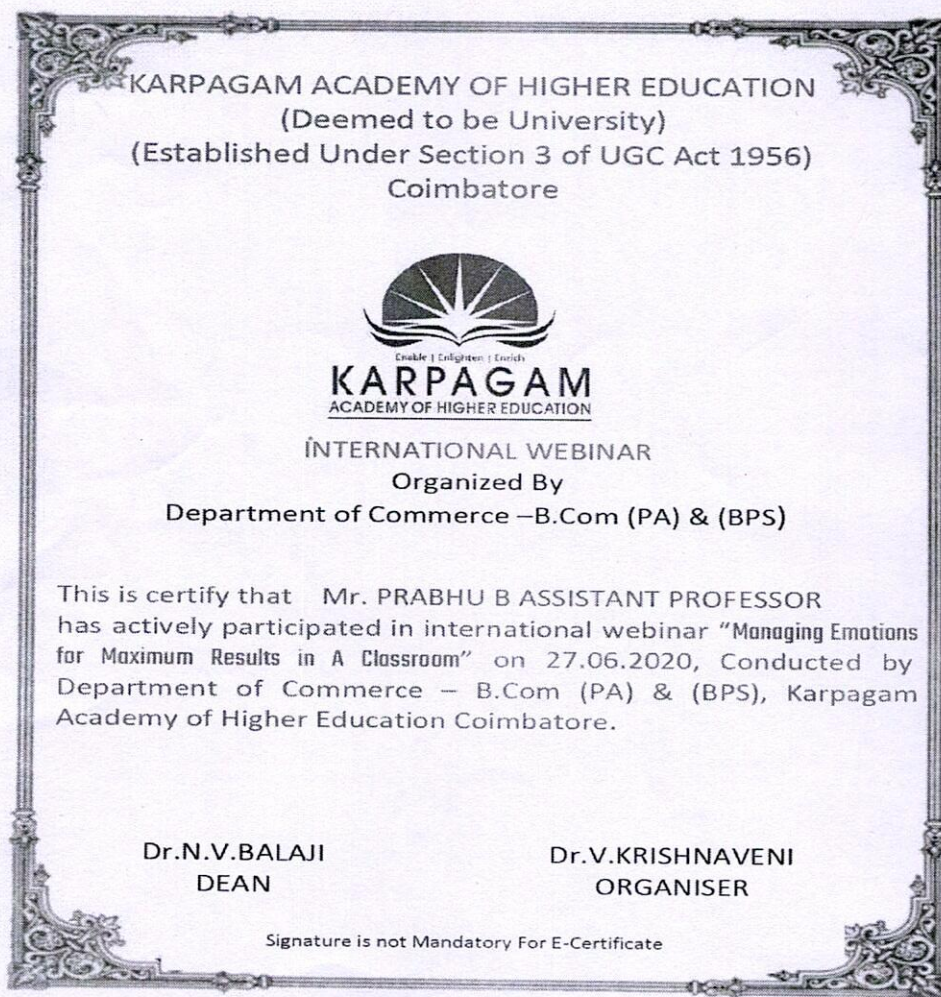 KARPAGAM ACADEMY OF HIGHER EDUCATION
(Deemed to be University)
(Established Under Section 3 of UGC Act 1956)
Coimbatore
Enable | Enlighten | Enrich
KARPAGAM
ACADEMY OF HIGHER EDUCATION
INTERNATIONAL WEBINAR
Organized By
Department of Commerce –B.Com (PA) & (BPS)
This is certify that Mr. PRABHU B ASSISTANT PROFESSOR
has actively participated in international webinar “Managing Emotions
for Maximum Results in A Classroom” on 27.06.2020, Conducted by
Department of Commerce – B.Com (PA) & (BPS), Karpagam
Academy of Higher Education Coimbatore.
Dr.N.V.BALAJI
DEAN
Dr.V.KRISHNAVENI
ORGANISER
Signature is not Mandatory For E-Certificate